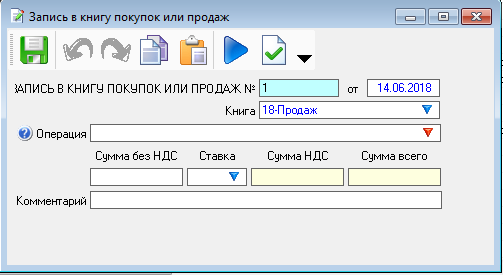 Запись в книгу покупок или продаж
ЗАПИСЬ В КНИГУ ПОКУПОК ИЛИ ПРОДАЖ № 1 от 14.06.2018
Книга 18-Продаж
Операция
Сумма без НДС Ставка Сумма НДС Сумма всего
Комментарий